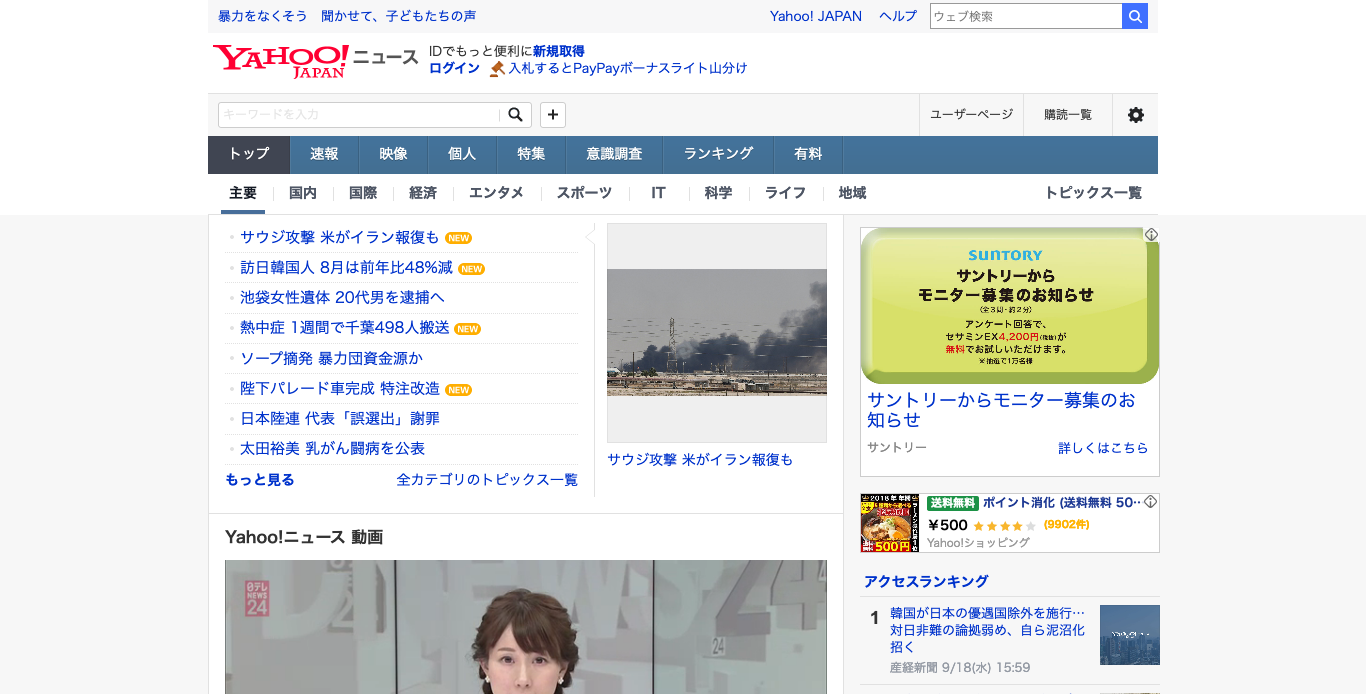 暴力をなくそう 聞かせて、子どもたちの声
Yahoo! JAPAN ヘルプ ウェブ検索
YAHOO! JAPAN ニュース
IDでもっと便利に新規取得
ログイン 入札するとPayPayボーナスライト山分け
キーワードを入力
ユーザーページ 購読一覧
トップ 速報 映像 個人 特集 意識調査 ランキング 有料
主要 国内 国際 経済 エンタメ スポーツ IT 科学 ライフ 地域 トピックス一覧
サウジ攻撃 米がイラン報復も NEW
訪日韓国人 8月は前年比48%減 NEW
池袋女性遺体 20代男を逮捕へ
熱中症 1週間で千葉498人搬送 NEW
ソープ摘発 暴力団資金源か
陛下パレード車完成 特注改造 NEW
日本陸連 代表「誤選出」謝罪
太田裕美 乳がん闘病を公表
もっと見る 全カテゴリのトピックス一覧
サウジ攻撃 米がイラン報復も
Yahoo!ニュース 動画
日テレ
NEWS
24
24
SUNTORY
サントリーから
モニター募集のお知らせ
(全3回・約2分)
アンケート回答で、
セサミンEX4,200円(税抜)が
無料でお試しいただけます。
※抽選で1万名様
サントリーからモニター募集のお
知らせ
サントリー 詳しくはこちら
500円
送料無料 ポイント消化 (送料無料 50…
¥500 ★★★★★ (9902件)
Yahoo!ショッピング
アクセスランキング
1 韓国が日本の優遇国除外を施行…
対日非難の論拠弱め、自ら泥沼化
招く
産経新聞 9/18(水) 15:59